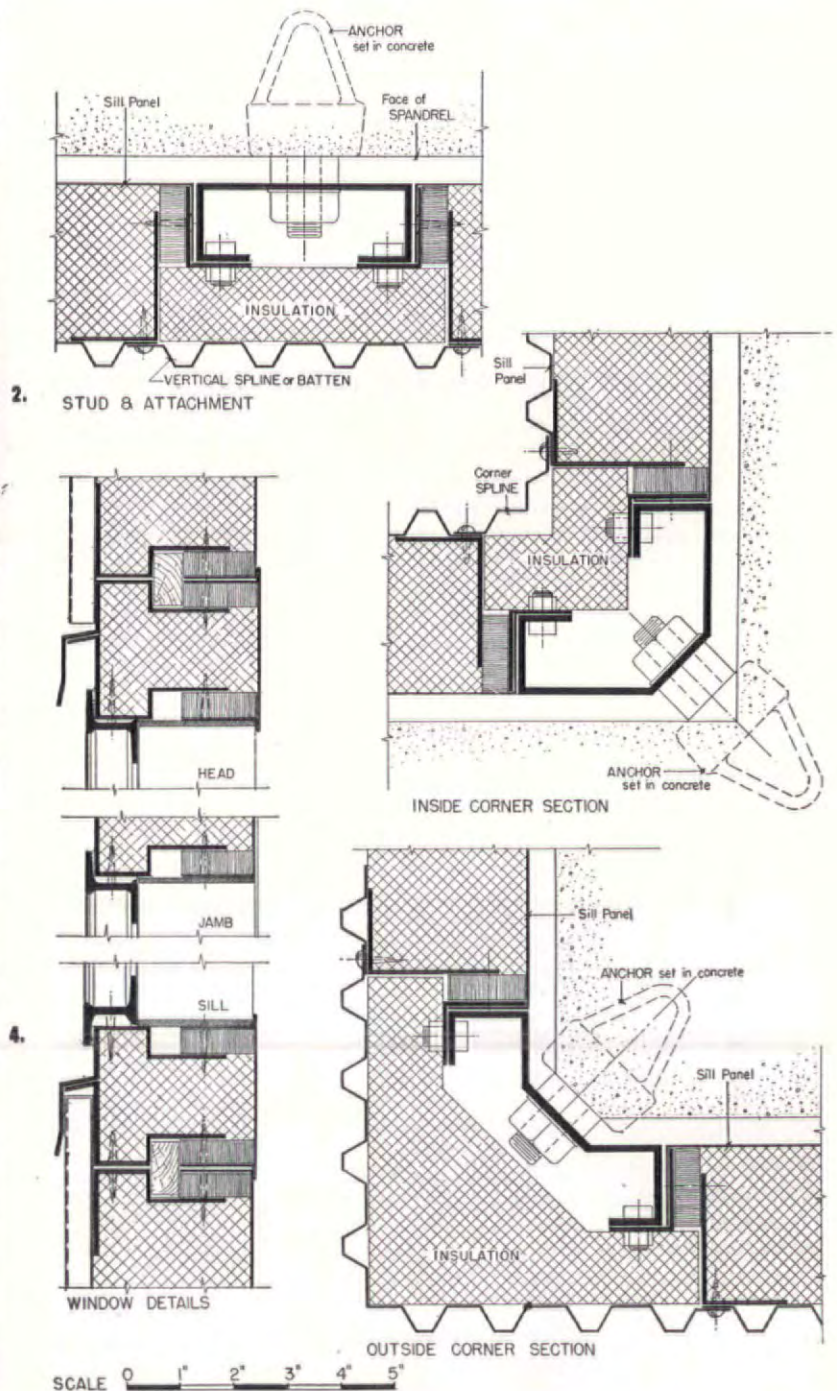 ANCHOR
set in concrete
Sill Panel
Face of
SPANDREL
INSULATION
VERTICAL SPLINE or BATTEN
2.
STUD & ATTACHMENT
Sill
Panel
Corner
SPLINE
INSULATION
ANCHOR
set in concrete
INSIDE CORNER SECTION
HEAD
JAMB
SILL
4.
WINDOW DETAILS
Sill Panel
ANCHOR set in concrete
Sill Panel
INSULATION
OUTSIDE CORNER SECTION
SCALE 0 1" 2" 3" 4" 5"